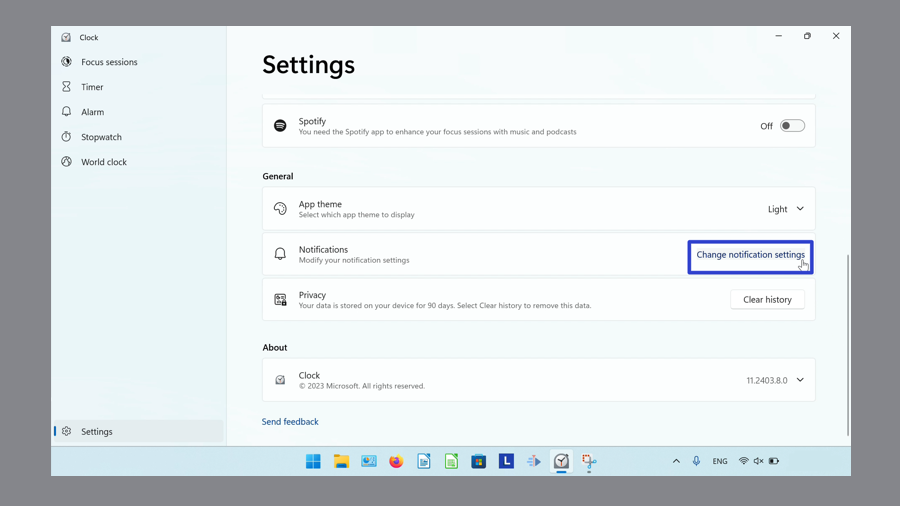 Clock
Focus sessions
Timer
Alarm
Stopwatch
World clock
Settings
Settings
Spotify
You need the Spotify app to enhance your focus sessions with music and podcasts
Off
General
App theme
Select which app theme to display
Light
Notifications
Modify your notification settings
Change notification settings
Privacy
Your data is stored on your device for 90 days. Select Clear history to remove this data.
Clear history
About
Clock
© 2023 Microsoft. All rights reserved.
11.2403.8.0
Send feedback
L
ENG